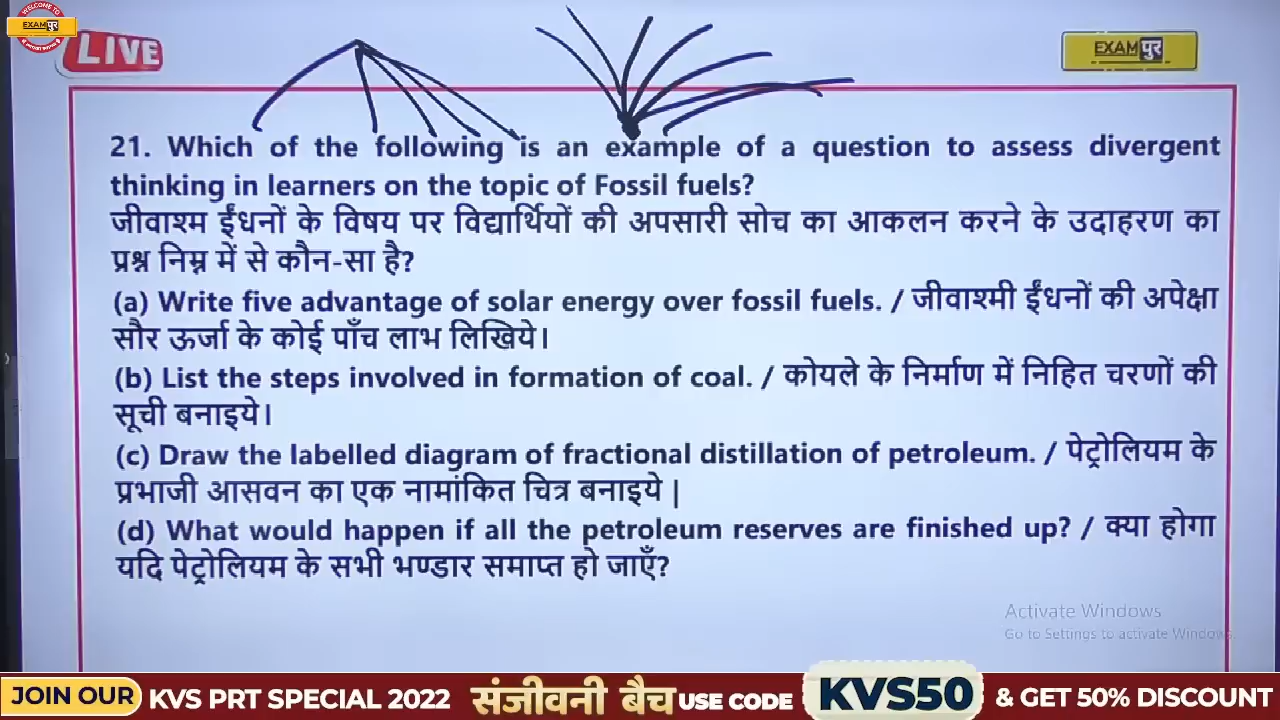 WELCOME TO
EXAMपुर
LIVE
EXAMपुर
21. Which of the following is an example of a question to assess divergent
thinking in learners on the topic of Fossil fuels?
जीवाश्म ईंधनों के विषय पर विद्यार्थियों की अपसारी सोच का आकलन करने के उदाहरण का
प्रश्न निम्न में से कौन-सा है?
(a) Write five advantage of solar energy over fossil fuels. / जीवाश्मी ईंधनों की अपेक्षा
सौर ऊर्जा के कोई पाँच लाभ लिखिये।
(b) List the steps involved in formation of coal. / कोयले के निर्माण में निहित चरणों की
सूची बनाइये।
(c) Draw the labelled diagram of fractional distillation of petroleum. / पेट्रोलियम के
प्रभाजी आसवन का एक नामांकित चित्र बनाइये |
(d) What would happen if all the petroleum reserves are finished up? / क्या होगा
यदि पेट्रोलियम के सभी भण्डार समाप्त हो जाएँ?
Activate Windows
Go to Settings to activate Windows.
JOIN OUR KVS PRT SPECIAL 2022 संजीवनी बैच USE CODE KVS50 & GET 50% DISCOUNT